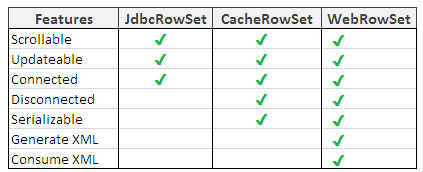 Features JdbcRowSet CacheRowSet WebRowSet
Scrollable ✓ ✓ ✓
Updateable ✓ ✓ ✓
Connected ✓ ✓ ✓
Disconnected ✓ ✓
Serializable ✓ ✓
Generate XML ✓
Consume XML ✓